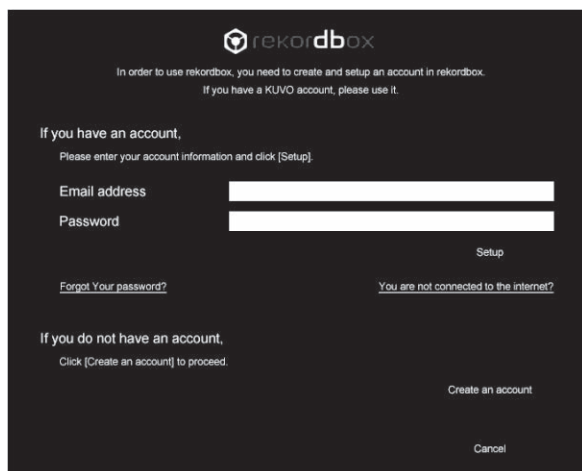 rekordbox
In order to use rekordbox, you need to create and setup an account in rekordbox.
If you have a KUVO account, please use it.
If you have an account,
Please enter your account information and click [Setup].
Email address
Password
Setup
Forgot Your password?
You are not connected to the internet?
If you do not have an account,
Click [Create an account] to proceed.
Create an account
Cancel